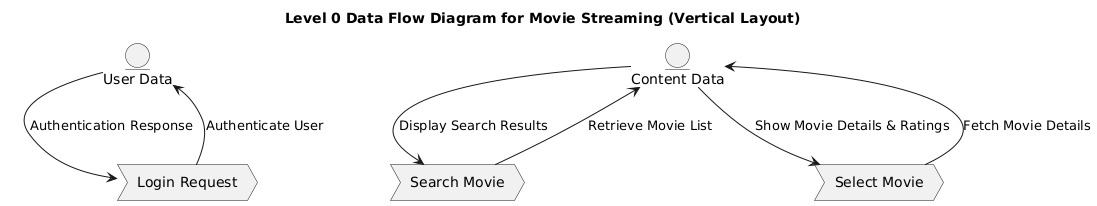 Level 0 Data Flow Diagram for Movie Streaming (Vertical Layout)
User Data
Content Data
Authentication Response
Authenticate User
Display Search Results
Retrieve Movie List
Show Movie Details & Ratings
Fetch Movie Details
Login Request
Search Movie
Select Movie